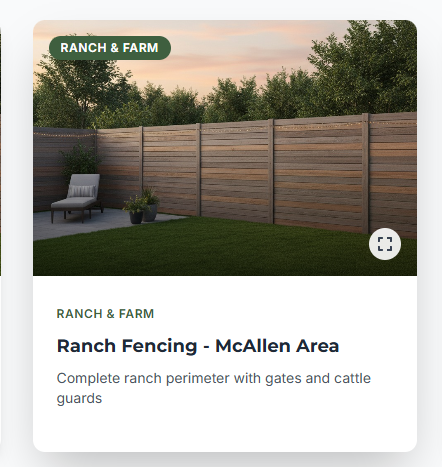 RANCH & FARM
RANCH & FARM
Ranch Fencing - McAllen Area
Complete ranch perimeter with gates and cattle
guards